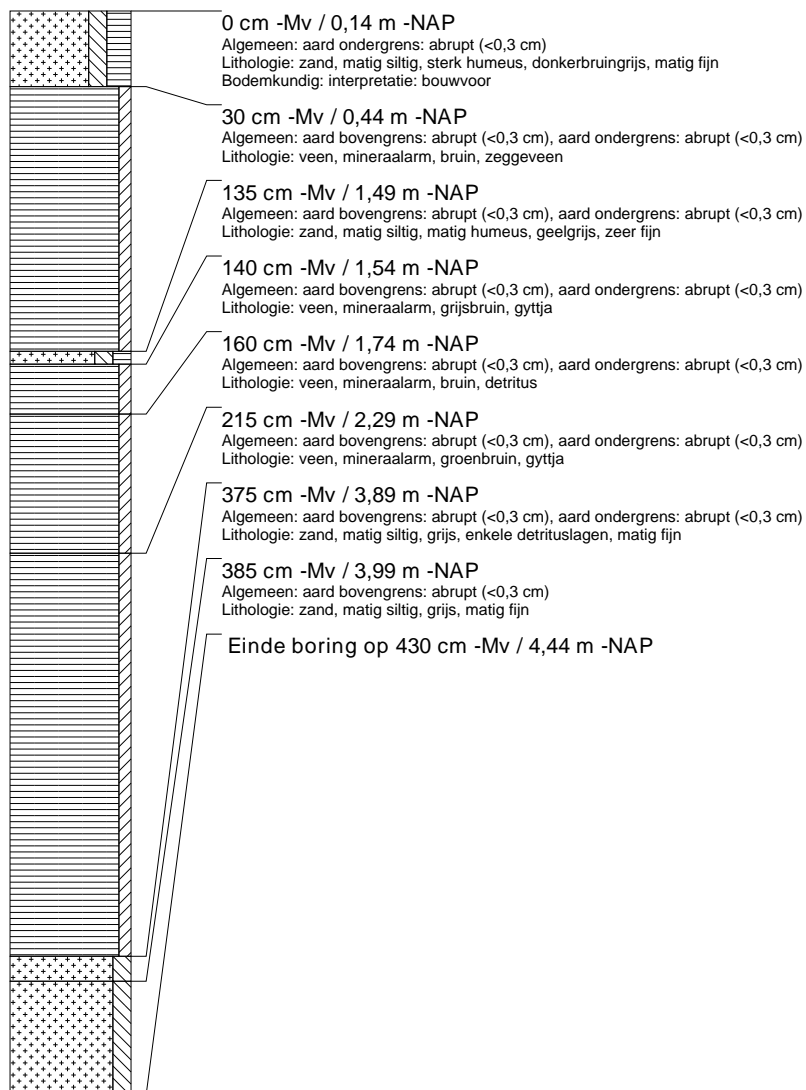 0 cm -Mv / 0,14 m -NAP
Algemeen: aard ondergrens: abrupt (<0,3 cm)
Lithologie: zand, matig siltig, sterk humeus, donkerbruingrijs, matig fijn
Bodemkundig: interpretatie: bouwvoor
30 cm -Mv / 0,44 m -NAP
Algemeen: aard bovengrens: abrupt (<0,3 cm), aard ondergrens: abrupt (<0,3 cm)
Lithologie: veen, mineraalarm, bruin, zeggeveen
135 cm -Mv / 1,49 m -NAP
Algemeen: aard bovengrens: abrupt (<0,3 cm), aard ondergrens: abrupt (<0,3 cm)
Lithologie: zand, matig siltig, matig humeus, geelgrijs, zeer fijn
140 cm -Mv / 1,54 m -NAP
Algemeen: aard bovengrens: abrupt (<0,3 cm), aard ondergrens: abrupt (<0,3 cm)
Lithologie: veen, mineraalarm, grijsbruin, gyttja
160 cm -Mv / 1,74 m -NAP
Algemeen: aard bovengrens: abrupt (<0,3 cm), aard ondergrens: abrupt (<0,3 cm)
Lithologie: veen, mineraalarm, bruin, detritus
215 cm -Mv / 2,29 m -NAP
Algemeen: aard bovengrens: abrupt (<0,3 cm), aard ondergrens: abrupt (<0,3 cm)
Lithologie: veen, mineraalarm, groenbruin, gyttja
375 cm -Mv / 3,89 m -NAP
Algemeen: aard bovengrens: abrupt (<0,3 cm), aard ondergrens: abrupt (<0,3 cm)
Lithologie: zand, matig siltig, grijs, enkele detrituslagen, matig fijn
385 cm -Mv / 3,99 m -NAP
Algemeen: aard bovengrens: abrupt (<0,3 cm)
Lithologie: zand, matig siltig, grijs, matig fijn
Einde boring op 430 cm -Mv / 4,44 m -NAP